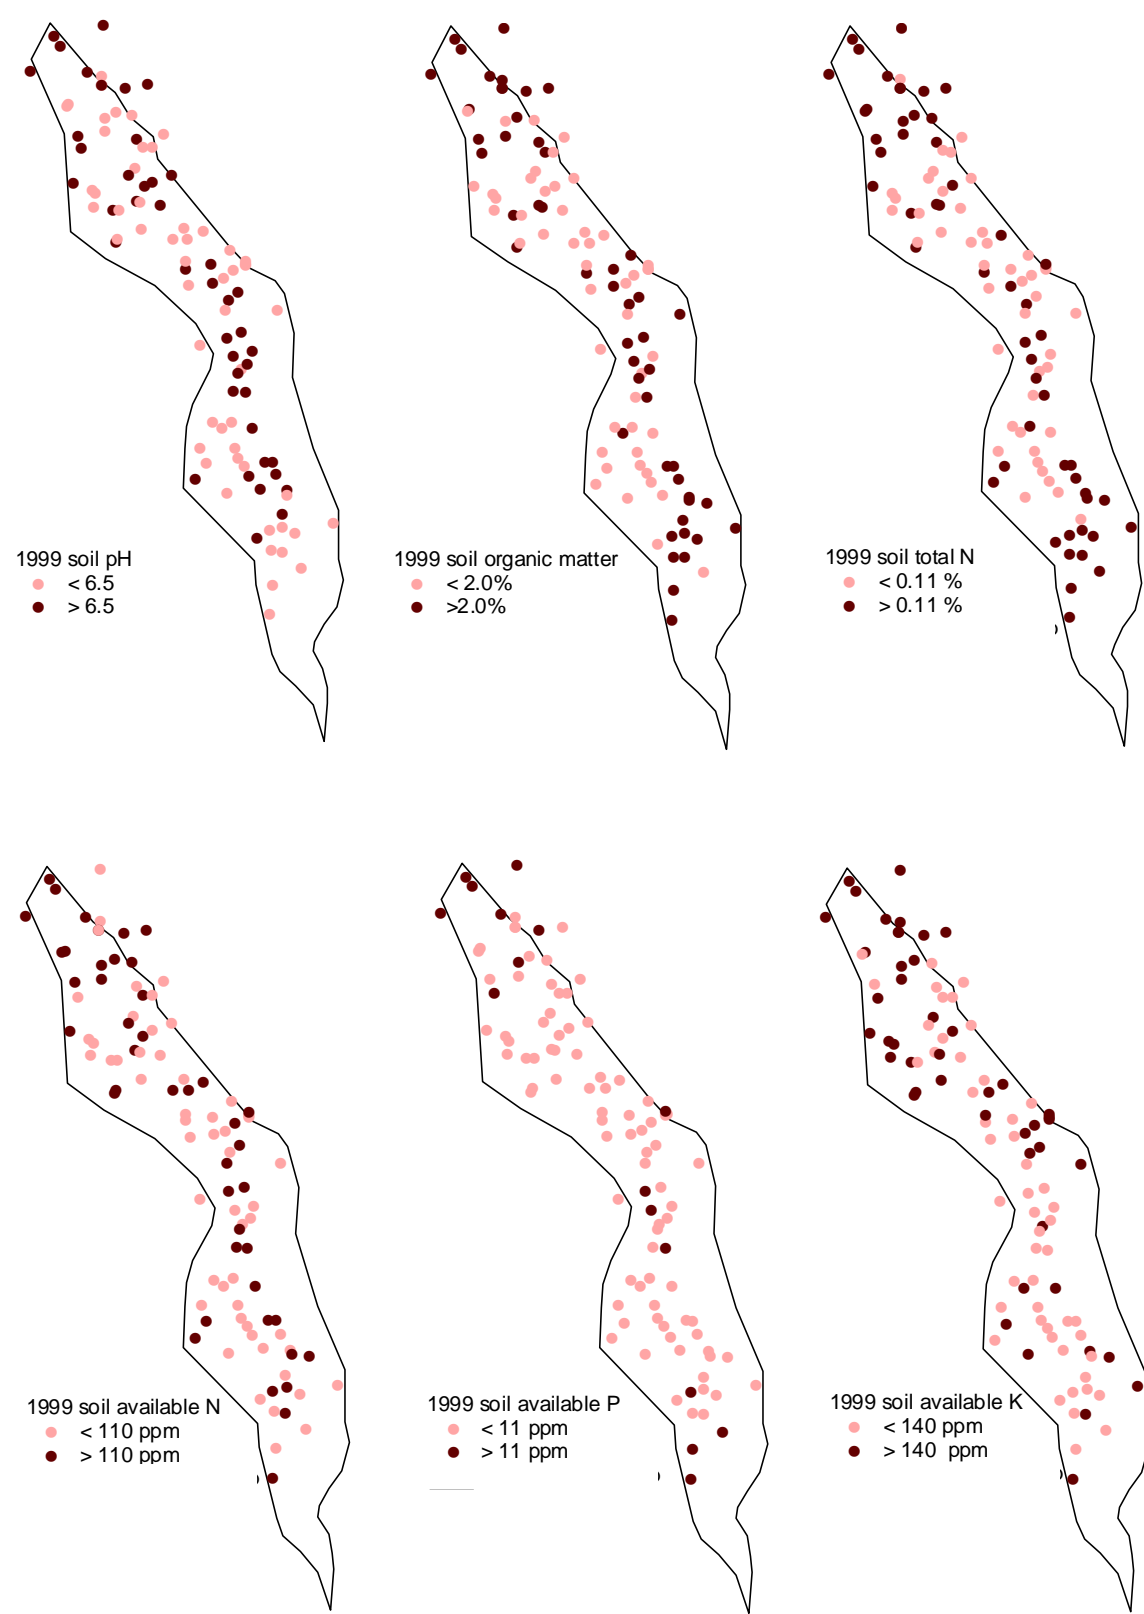 1999 soil pH
< 6.5
> 6.5
1999 soil organic matter
< 2.0%
>2.0%
1999 soil total N
< 0.11 %
> 0.11 %
1999 soil available N
< 110 ppm
> 110 ppm
1999 soil available P
< 11 ppm
> 11 ppm
1999 soil available K
< 140 ppm
> 140 ppm